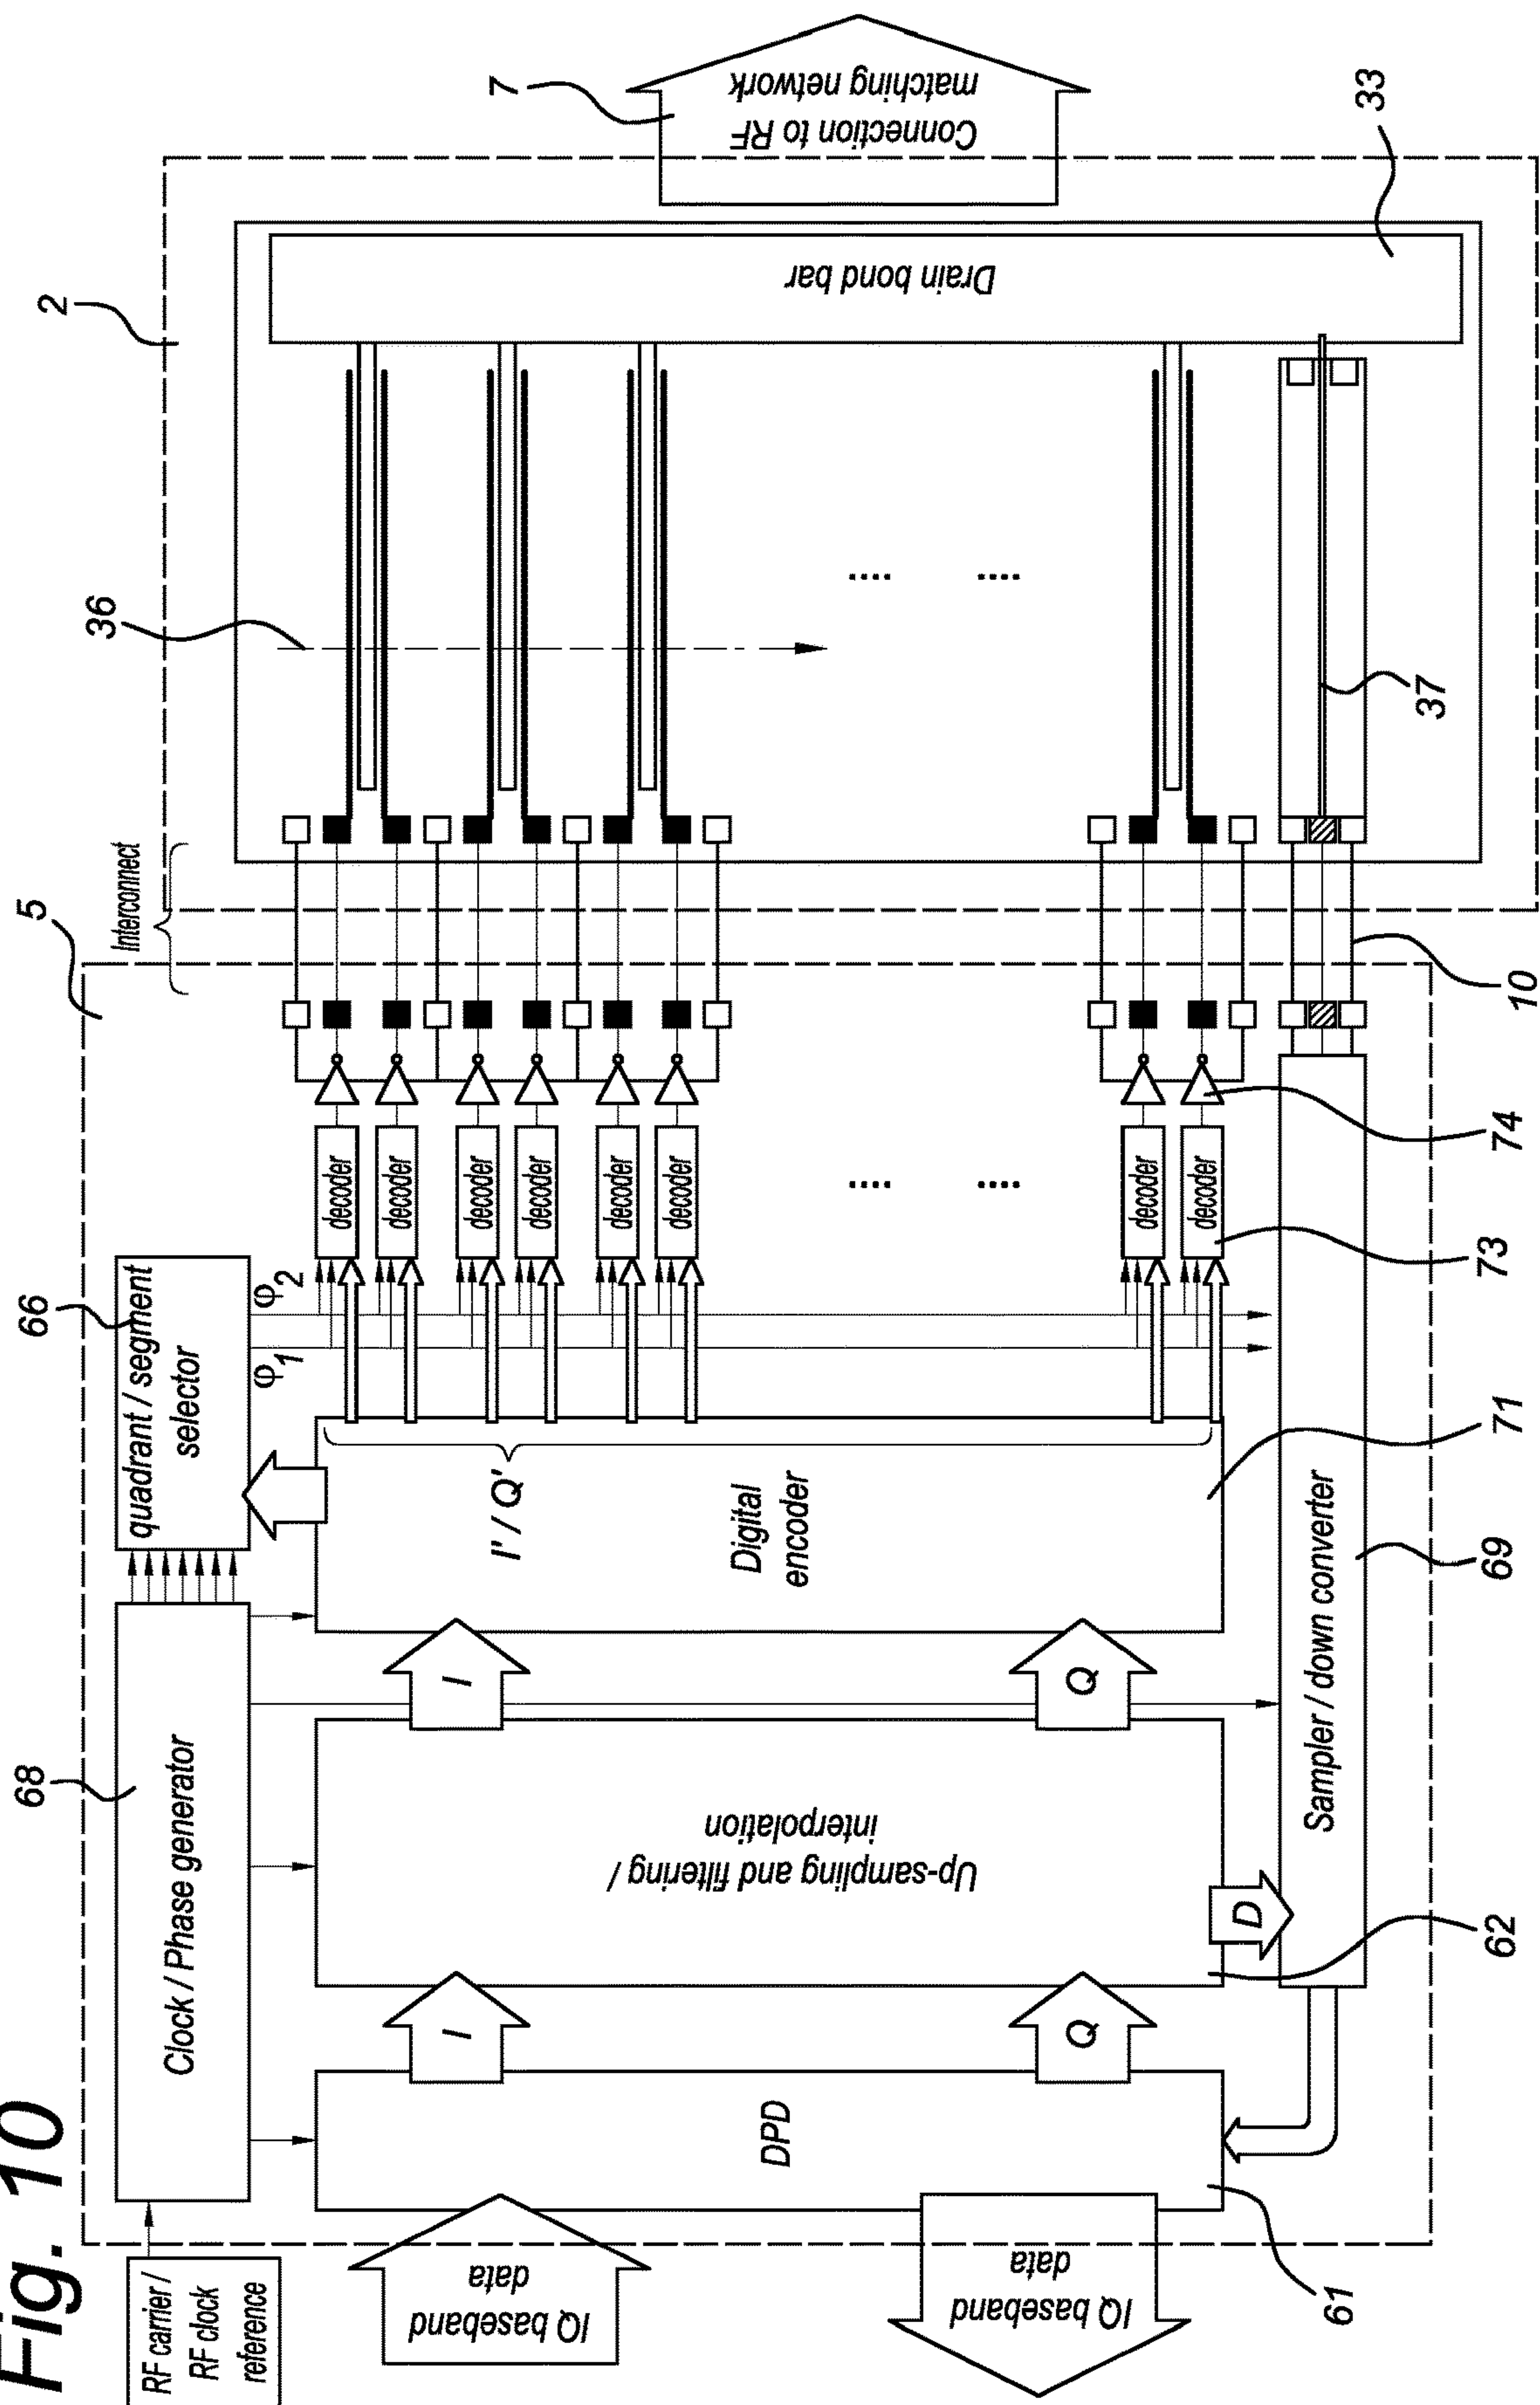 Fig. 10
RF carrier /
RF clock
reference
68
Clock / Phase generator
66
quadrant / segment
selector
φ1
φ2
5
Interconnect
2
36
7
Connection to RF
matching network
IQ baseband
data
IQ baseband
data
DPD
61
I
Q
Up-sampling and filtering /
interpolation
62
D
I
Q
I' / Q'
Digital
encoder
71
decoder
decoder
decoder
decoder
decoder
decoder
....
....
decoder
decoder
73
74
Sampler / down converter
69
10
....
....
37
Drain bond bar
33